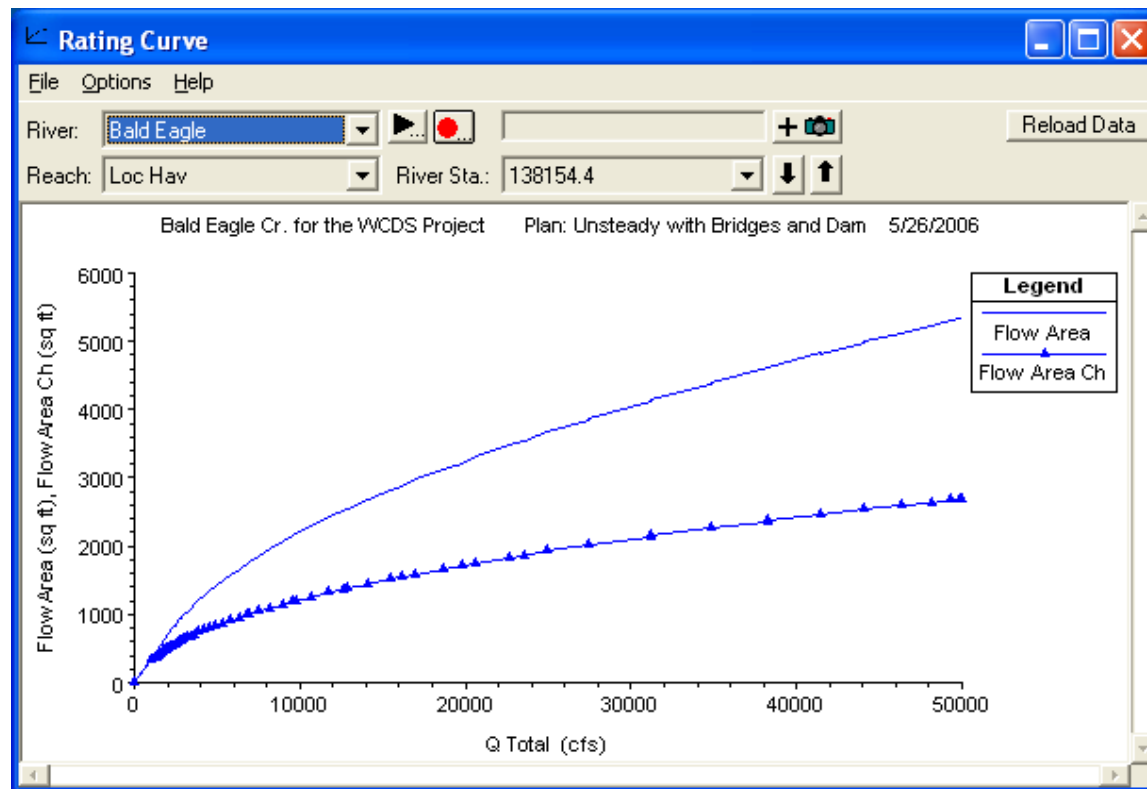 Rating Curve
File Options Help
River: Bald Eagle ... ... + Reload Data
Reach: Loc Hav River Sta.: 138154.4
Bald Eagle Cr. for the WCDS Project Plan: Unsteady with Bridges and Dam 5/26/2006
Flow Area (sq ft), Flow Area Ch (sq ft)
6000
5000
4000
3000
2000
1000
0
0 10000 20000 30000 40000 50000
Q Total (cfs)
Legend
Flow Area
Flow Area Ch